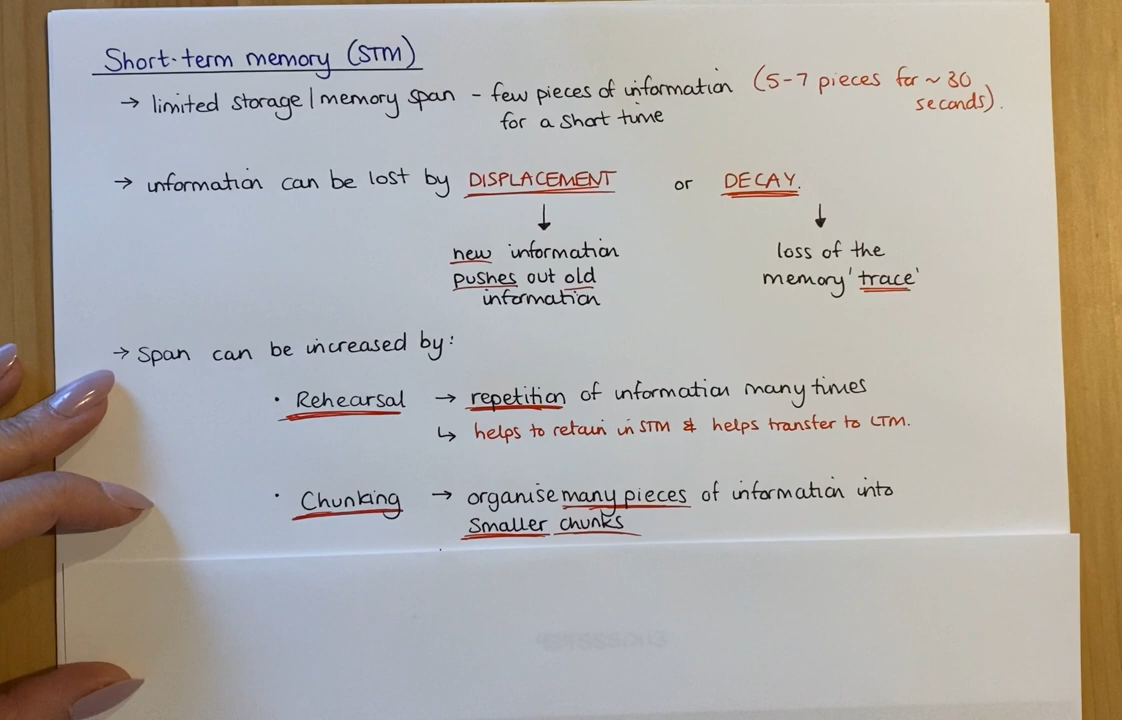 Short-term memory (STM)
→ limited storage/memory span - few pieces of information (5-7 pieces for ~ 30 seconds).
for a short time
→ information can be lost by DISPLACEMENT or DECAY.
↓ ↓
new information loss of the
pushes out old memory 'trace'
information
→ Span can be increased by:
· Rehearsal → repetition of information many times
↳ helps to retain in STM & helps transfer to LTM.
· Chunking → organise many pieces of information into
smaller chunks